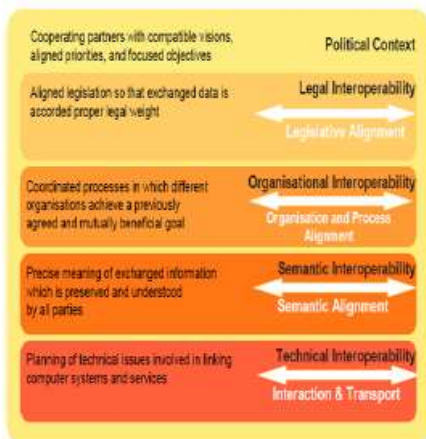 Cooperating partners with compatible visions,
aligned priorities, and focused objectives
Political Context
Aligned legislation so that exchanged data is
accorded proper legal weight
Legal Interoperability
Legislative Alignment
Coordinated processes in which different
organisations achieve a previously
agreed and mutually beneficial goal
Organisational Interoperability
Organisation and Process
Alignment
Precise meaning of exchanged information
which is preserved and understood
by all parties
Semantic Interoperability
Semantic Alignment
Planning of technical issues involved in linking
computer systems and services
Technical Interoperability
Interaction & Transport